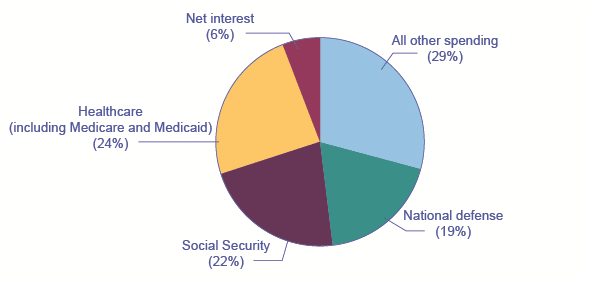 Net interest
(6%)
All other spending
(29%)
Healthcare
(including Medicare and Medicaid)
(24%)
National defense
(19%)
Social Security
(22%)